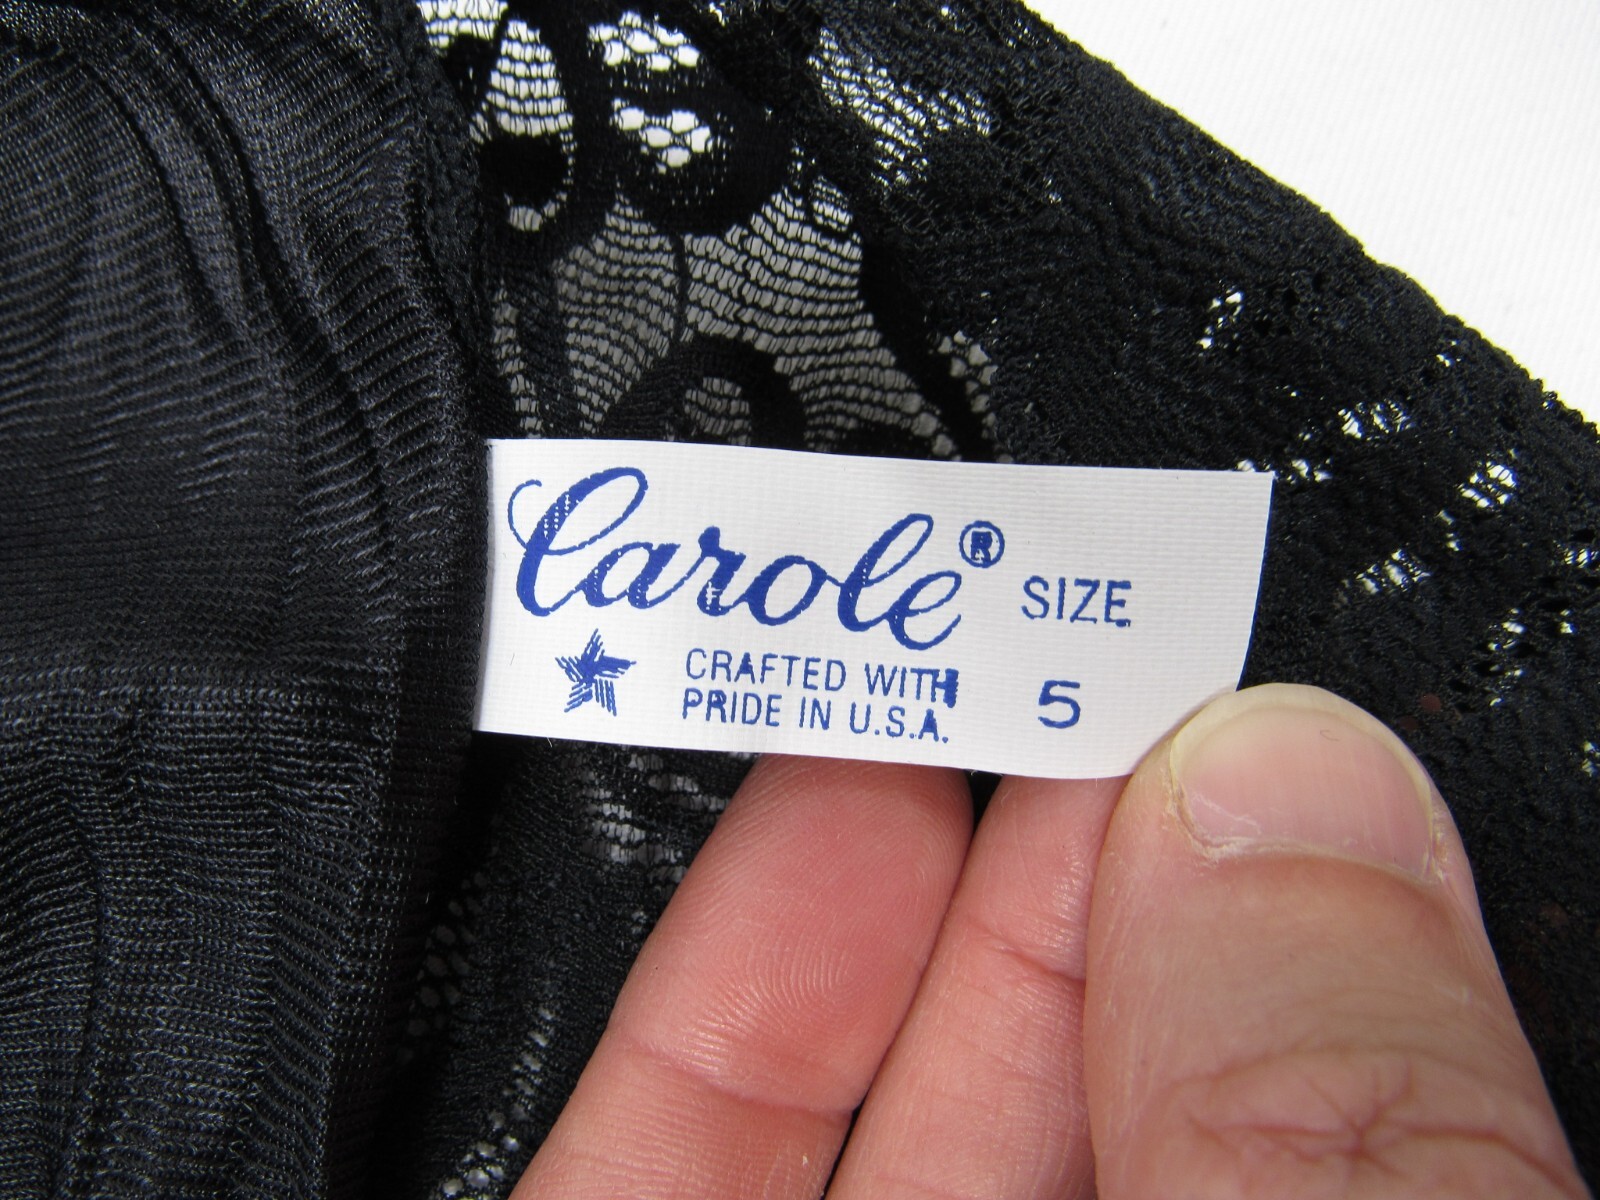 Carole® SIZE
CRAFTED WITH
PRIDE IN U.S.A. 5